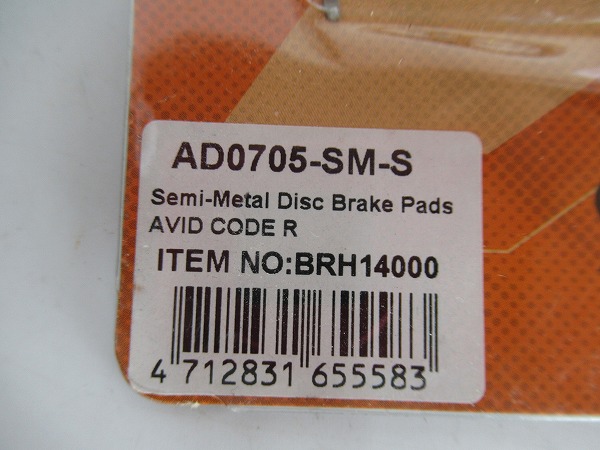 AD0705-SM-S
Semi-Metal Disc Brake Pads
AVID CODE R
ITEM NO:BRH14000
4 712831 655583